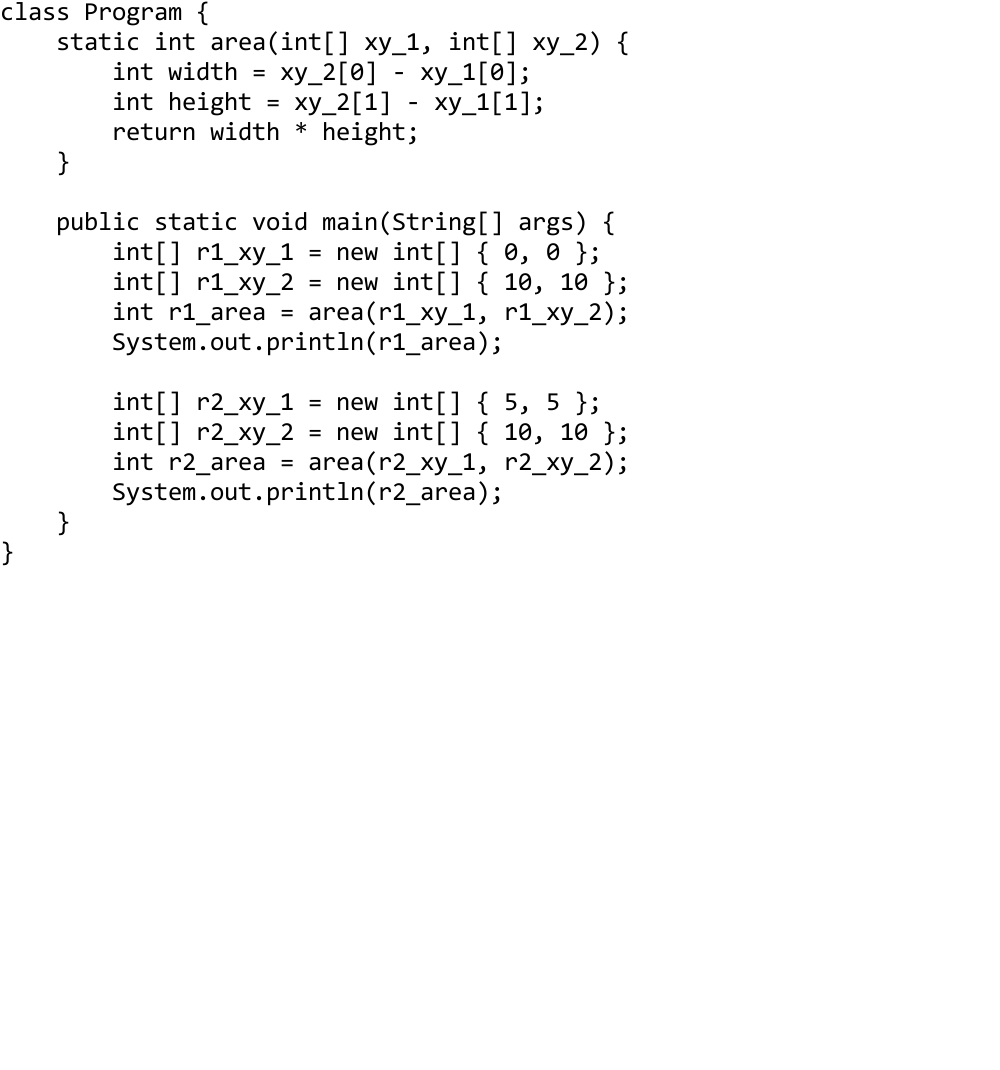 class Program {
    static int area(int[] xy_1, int[] xy_2) {
        int width = xy_2[0] - xy_1[0];
        int height = xy_2[1] - xy_1[1];
        return width * height;
    }

    public static void main(String[] args) {
        int[] r1_xy_1 = new int[] { 0, 0 };
        int[] r1_xy_2 = new int[] { 10, 10 };
        int r1_area = area(r1_xy_1, r1_xy_2);
        System.out.println(r1_area);

        int[] r2_xy_1 = new int[] { 5, 5 };
        int[] r2_xy_2 = new int[] { 10, 10 };
        int r2_area = area(r2_xy_1, r2_xy_2);
        System.out.println(r2_area);
    }
}